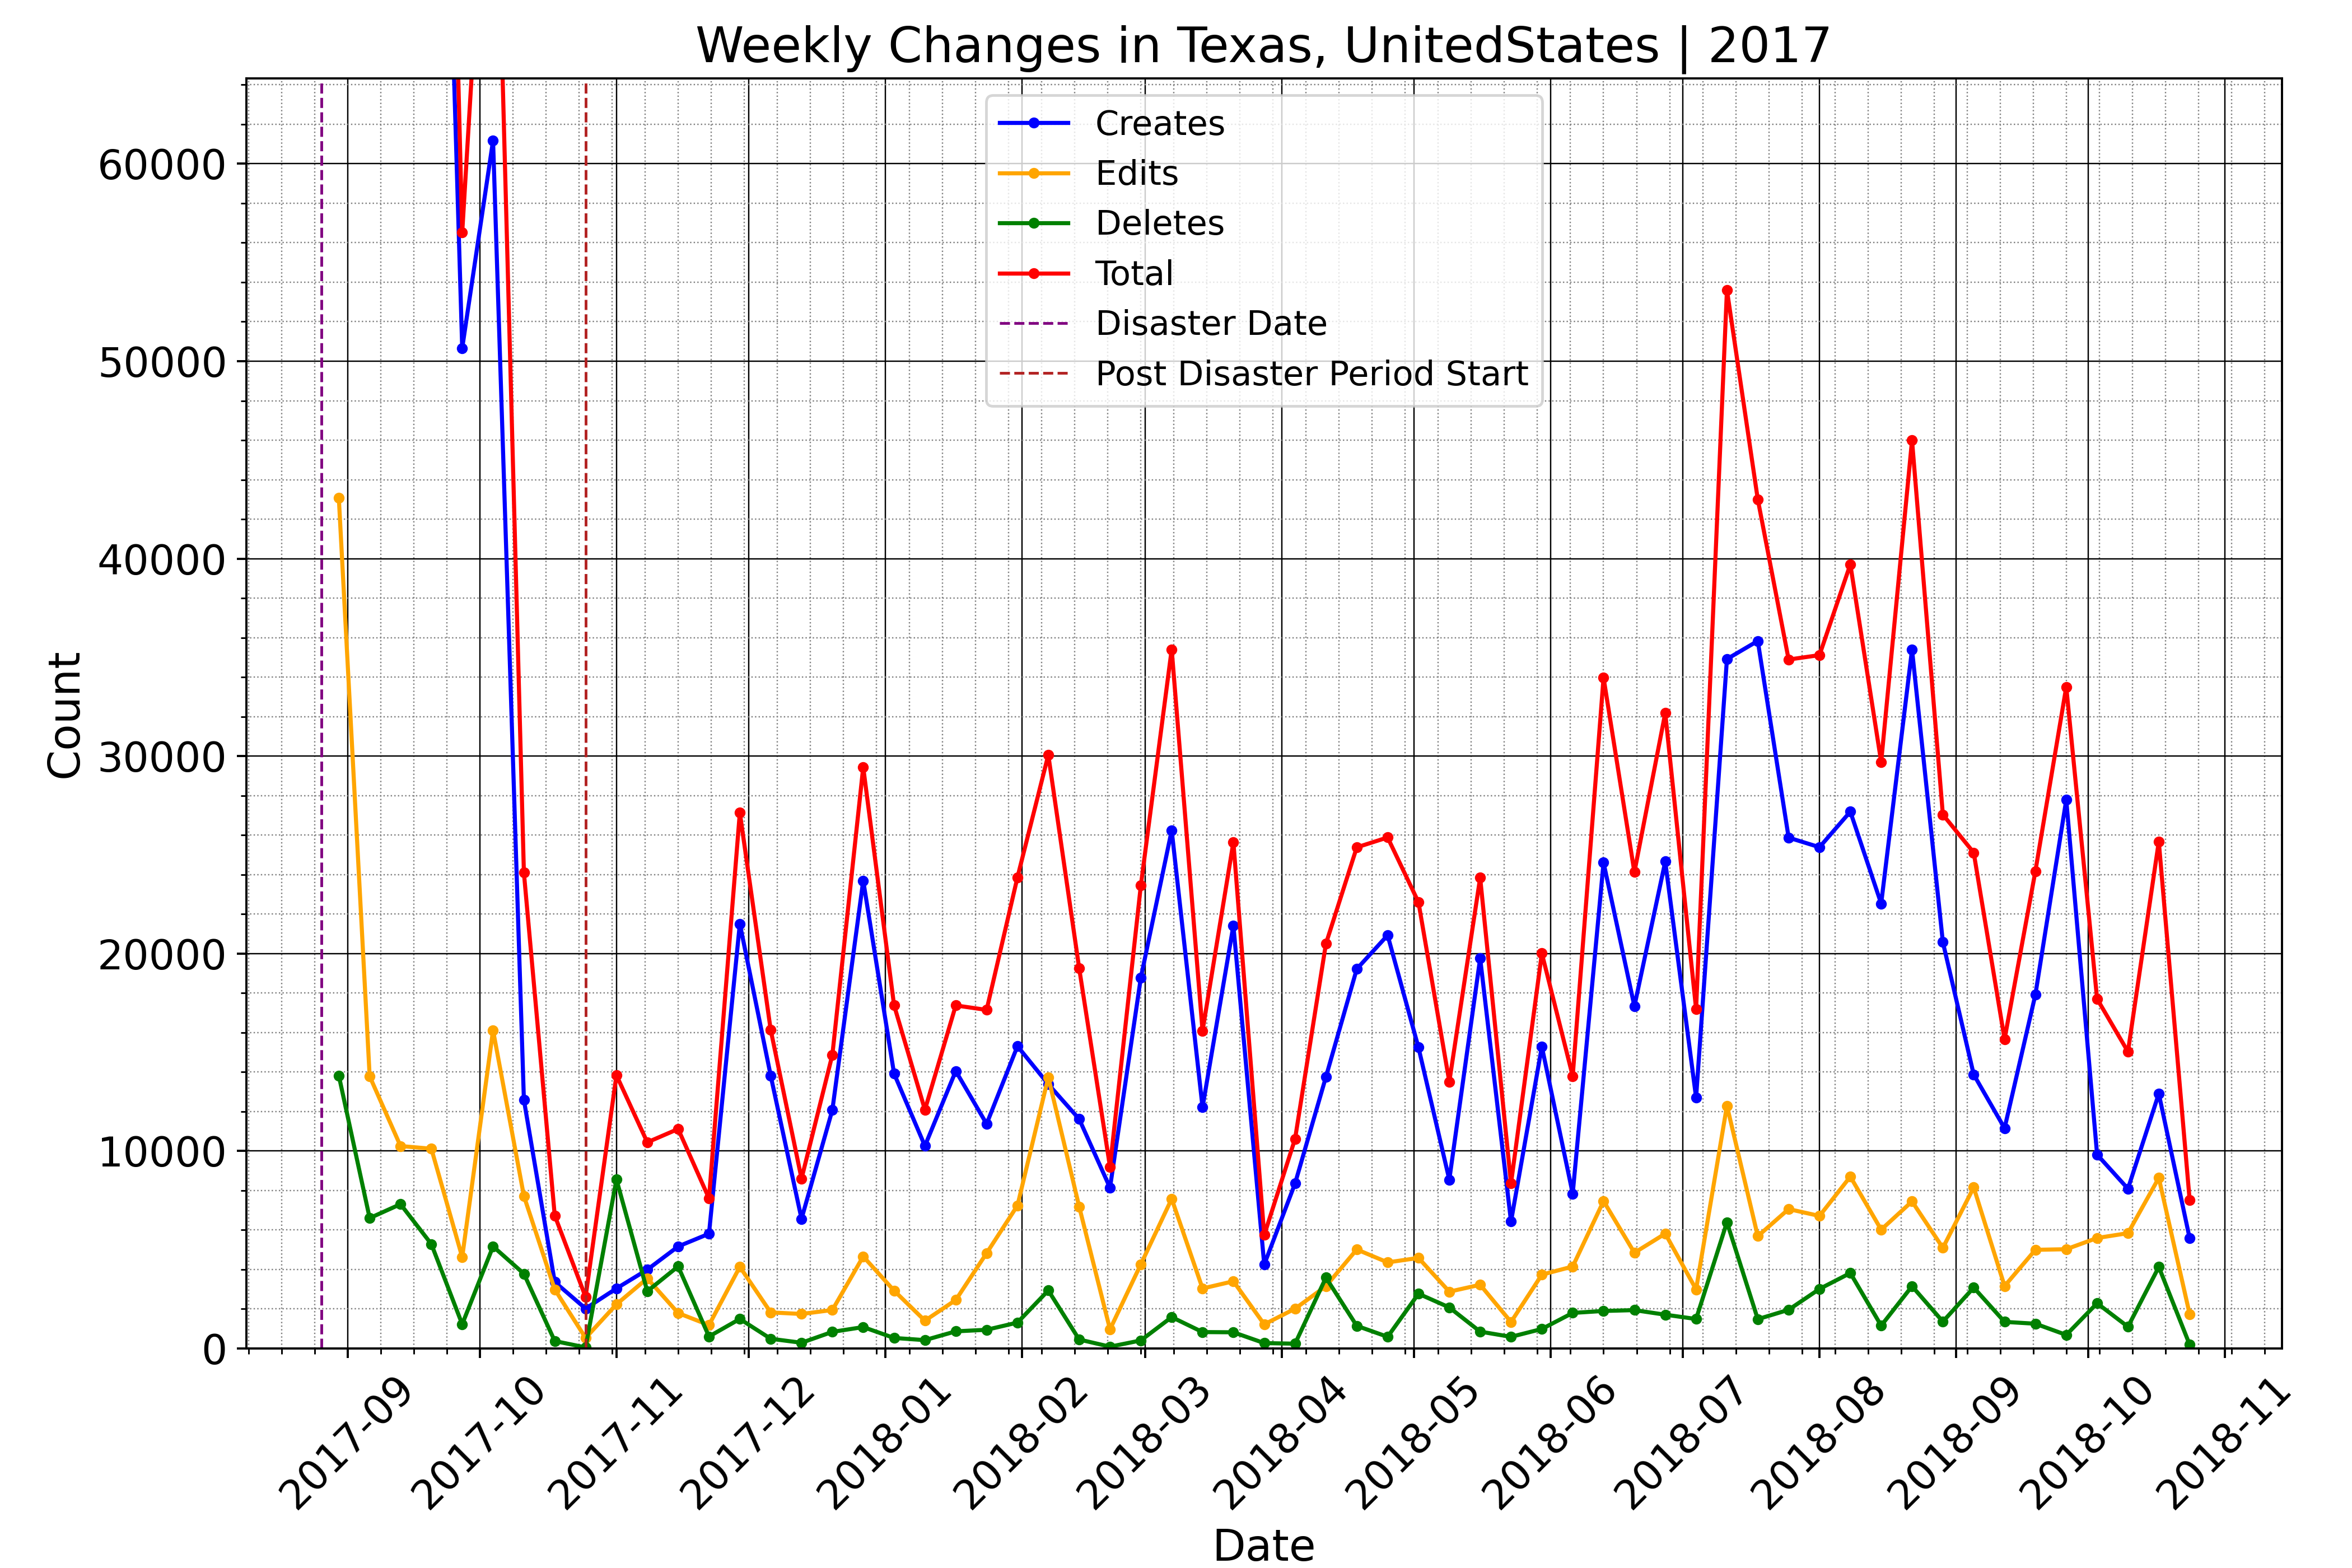 Weekly Changes in Texas, UnitedStates | 2017
Creates
Edits
Deletes
Total
Disaster Date
Post Disaster Period Start
60000
50000
40000
30000
20000
10000
0
Count
2017-09
2017-10
2017-11
2017-12
2018-01
2018-02
2018-03
2018-04
2018-05
2018-06
2018-07
2018-08
2018-09
2018-10
2018-11
Date